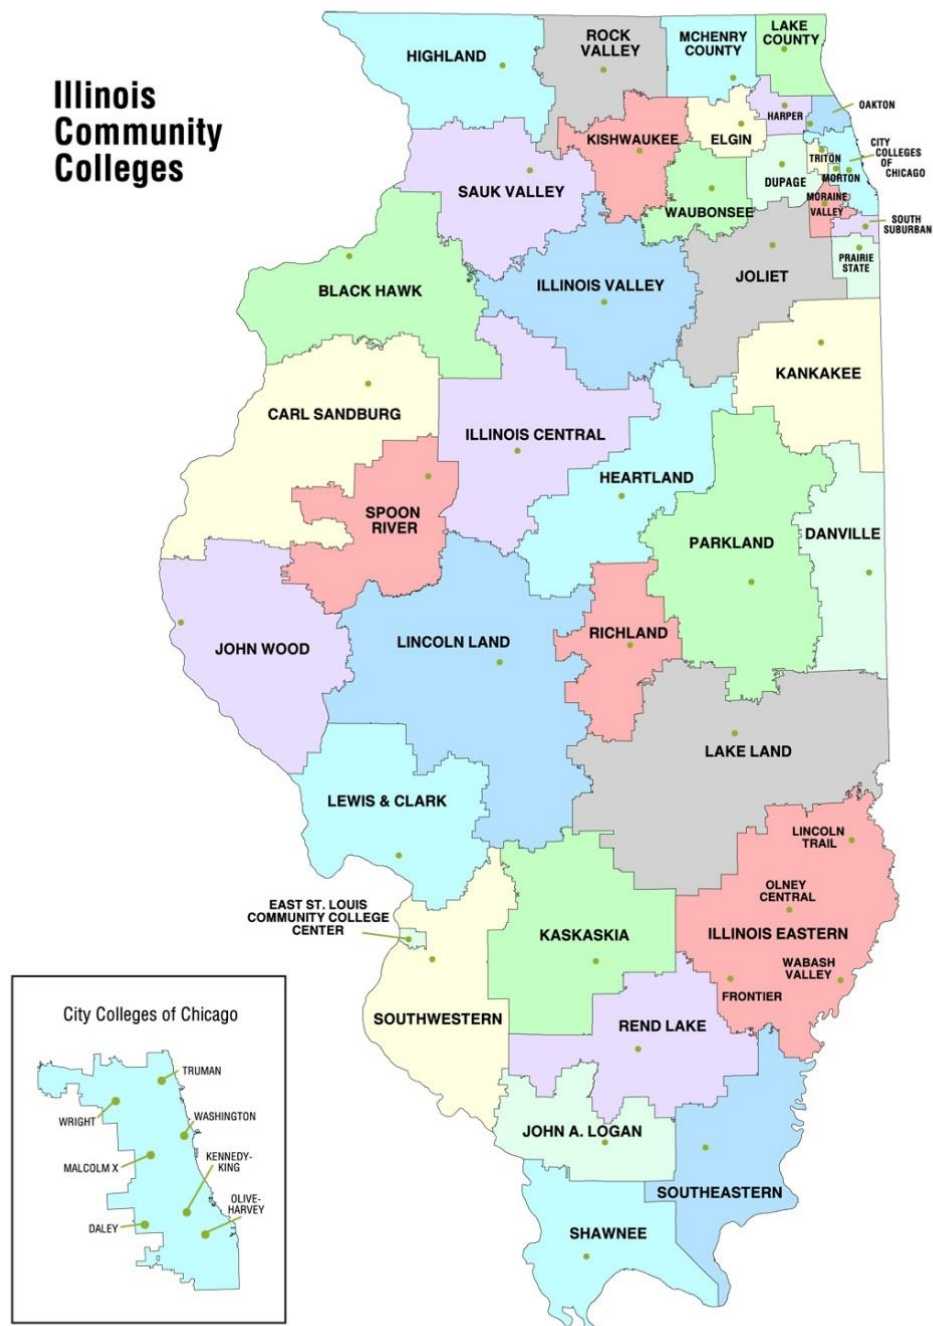 Illinois
Community
Colleges
HIGHLAND
ROCK
VALLEY
MCHENRY
COUNTY
LAKE
COUNTY
HARPER
OAKTON
KISHWAUKEE
ELGIN
CITY
COLLEGES
OF
CHICAGO
TRITON
MORTON
DUPAGE
SAUK VALLEY
MORAINE
VALLEY
WAUBONSEE
SOUTH
SUBURBAN
PRAIRIE
STATE
BLACK HAWK
ILLINOIS VALLEY
JOLIET
KANKAKEE
CARL SANDBURG
ILLINOIS CENTRAL
HEARTLAND
SPOON
RIVER
PARKLAND
DANVILLE
JOHN WOOD
LINCOLN LAND
RICHLAND
LAKE LAND
LEWIS & CLARK
LINCOLN
TRAIL
OLNEY
CENTRAL
EAST ST. LOUIS
COMMUNITY COLLEGE
CENTER
KASKASKIA
ILLINOIS EASTERN
WABASH
VALLEY
FRONTIER
SOUTHWESTERN
REND LAKE
JOHN A. LOGAN
SOUTHEASTERN
SHAWNEE
City Colleges of Chicago
TRUMAN
WRIGHT
WASHINGTON
MALCOLM X
KENNEDY-
KING
OLIVE-
HARVEY
DALEY